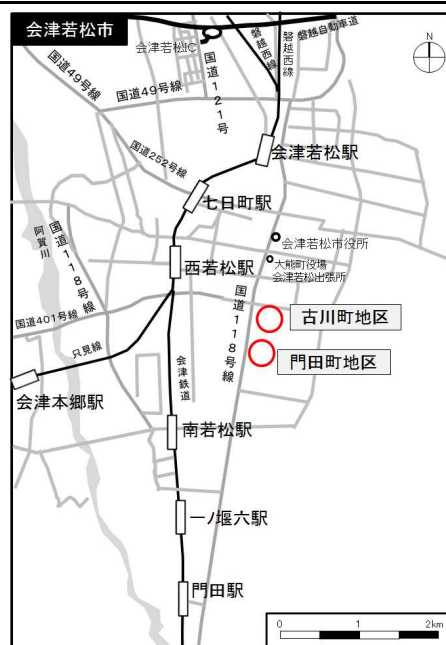 会津若松市
会津若松IC
磐越西線
磐越西線
磐越自動車道
N
国道49号線
国道49号線
国道121号
国道252号線
会津若松駅
七日町駅
会津若松市役所
大熊町役場
会津若松出張所
阿賀川
国道118号線
西若松駅
国道118号線
国道401号線
古川町地区
只見線
会津鉄道
門田町地区
会津本郷駅
南若松駅
一ノ堰六駅
門田駅
0 1 2km